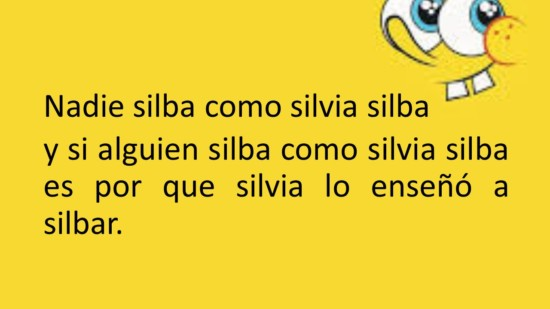 Nadie silba como silvia silba
y si alguien silba como silvia silba
es por que silvia lo enseñó a
silbar.